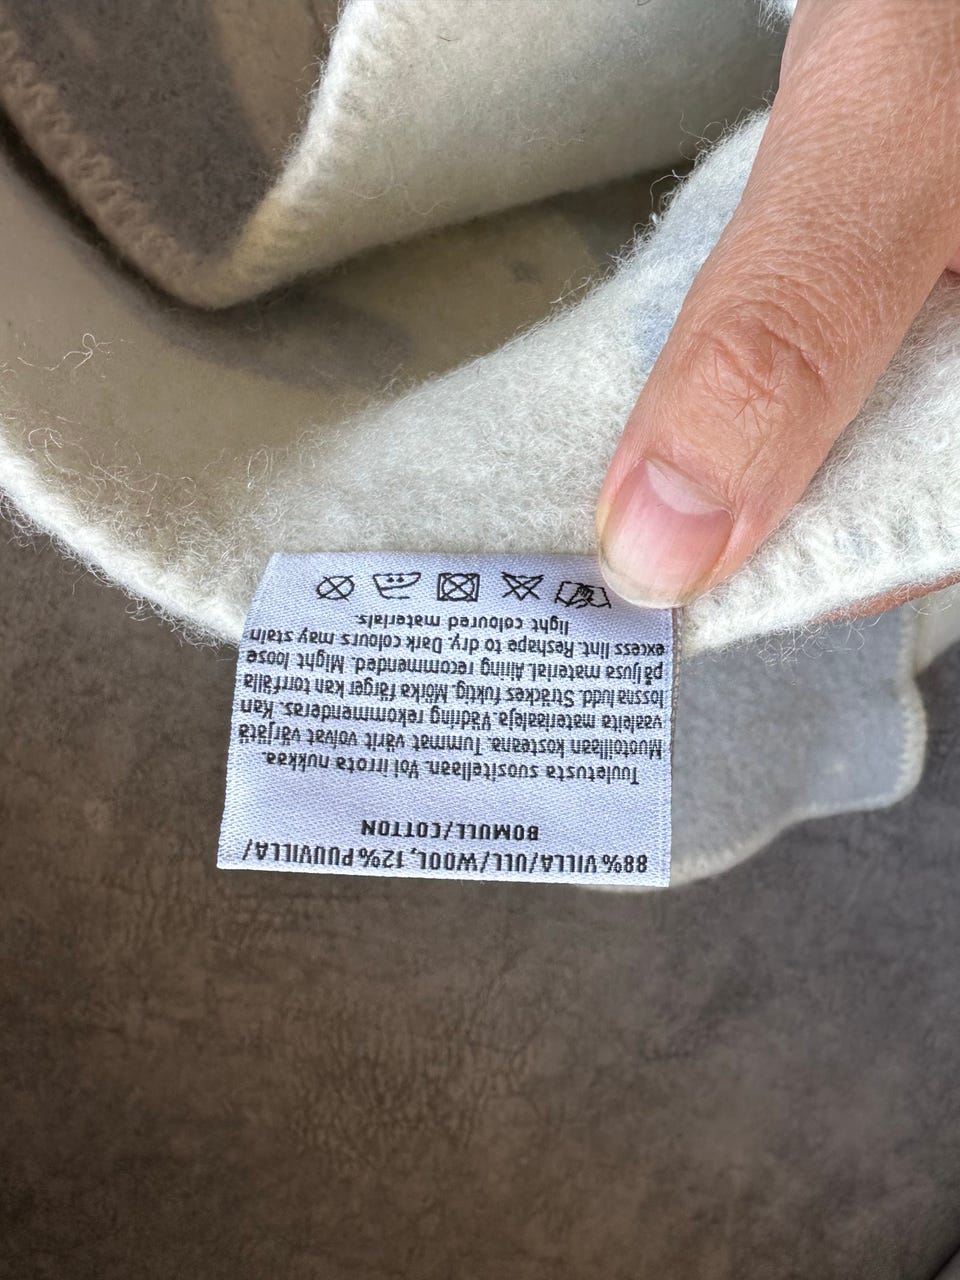 88% VILLA/ULL/WOOL, 12% PUUVILLA/
BOMULL/COTTON
Tuuletusta suositellaan. Voi irrota nukkaa.
Muotoillaan kosteana. Tummat värit voivat värjätä
vaaleita materiaaleja. Vädring rekommenderas. Kan
lossna ludd. Sträckes fuktig. Mörka färger kan torrfälla
på ljusa material. Airing recommended. Might loose
excess lint. Reshape to dry. Dark colours may stain
light coloured materials.